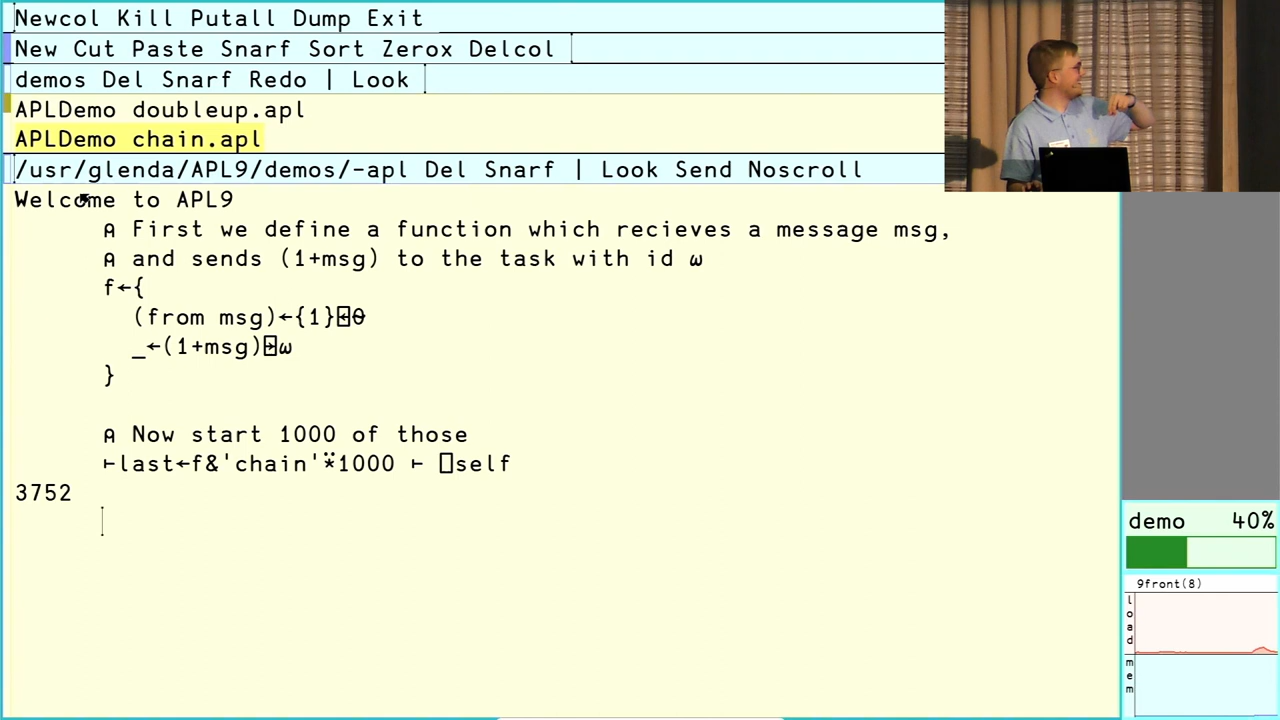 Newcol Kill Putall Dump Exit
New Cut Paste Snarf Sort Zerox Delcol
demos Del Snarf Redo | Look
APLDemo doubleup.apl
APLDemo chain.apl
/usr/glenda/APL9/demos/-apl Del Snarf | Look Send Noscroll
Welcome to APL9
⍝ First we define a function which recieves a message msg,
⍝ and sends (1+msg) to the task with id ⍵
f←{
(from msg)←{1}⍇⍬
_←(1+msg)⍈⍵
}
⍝ Now start 1000 of those
⊢last←f&'chain'⍣1000 ⊢ ⎕self
3752
demo 40%
9front(8)
load
mem